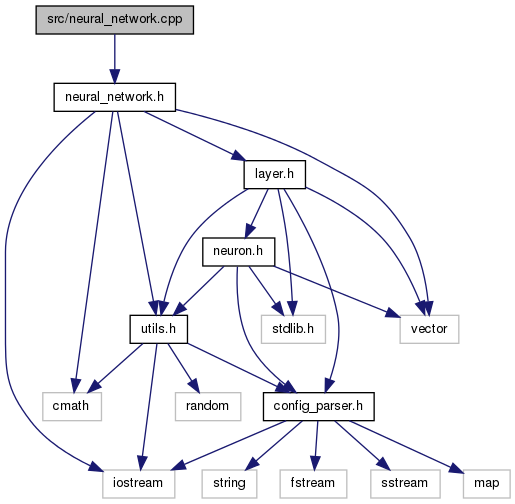 src/neural_network.cpp
neural_network.h
layer.h
neuron.h
utils.h
stdlib.h
vector
cmath
random
config_parser.h
iostream
string
fstream
sstream
map